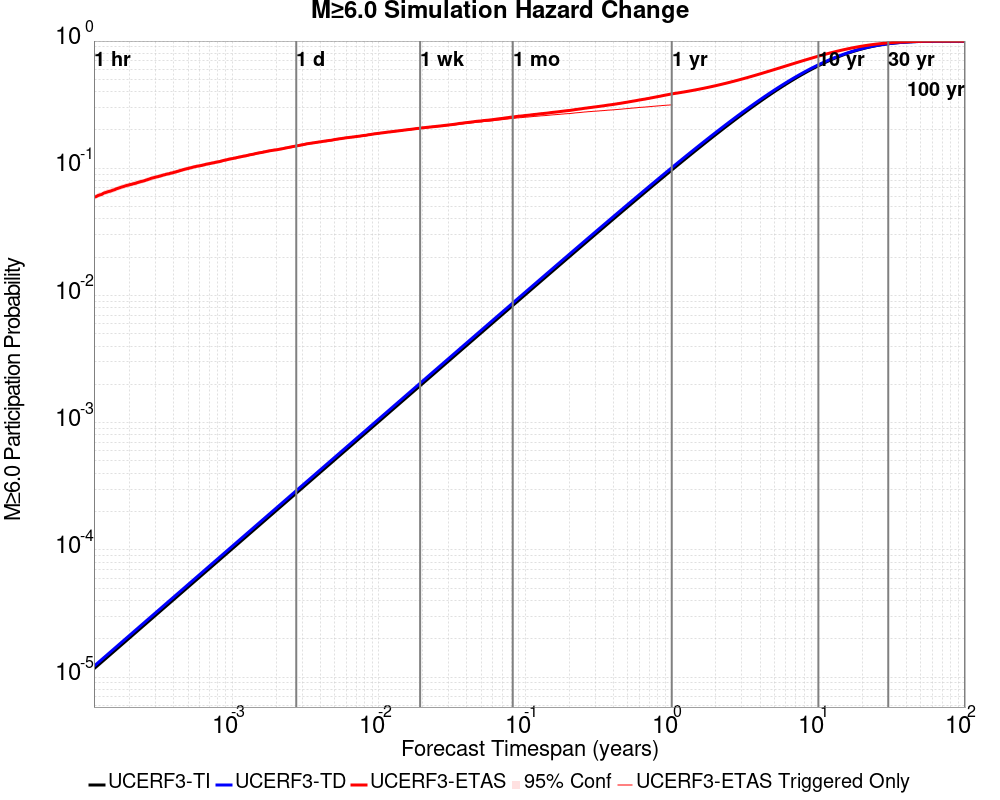 M≥6.0 Simulation Hazard Change
1 hr 1 d 1 wk 1 mo 1 yr 10 yr 30 yr
100 yr
10^0
10^-1
10^-2
10^-3
10^-4
10^-5
M≥6.0 Participation Probability
10^-3 10^-2 10^-1 10^0 10^1 10^2
Forecast Timespan (years)
UCERF3-TI UCERF3-TD UCERF3-ETAS 95% Conf UCERF3-ETAS Triggered Only